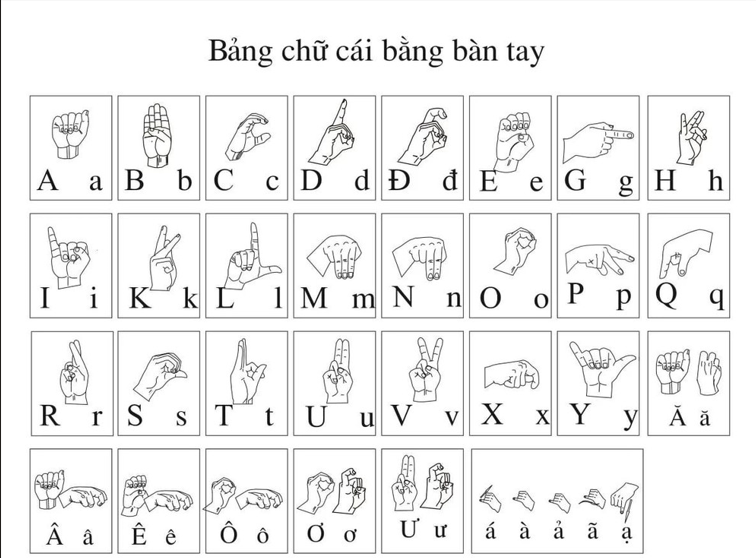 Bảng chữ cái bằng bàn tay
A a B b C c D d Đ đ E e G g H h
I i K k L l M m N n O o P p Q q
R r S s T t U u V v X x Y y Ă ă
Â â Ê ê Ô ô Ơ ơ Ư ư á à ả ã ạ